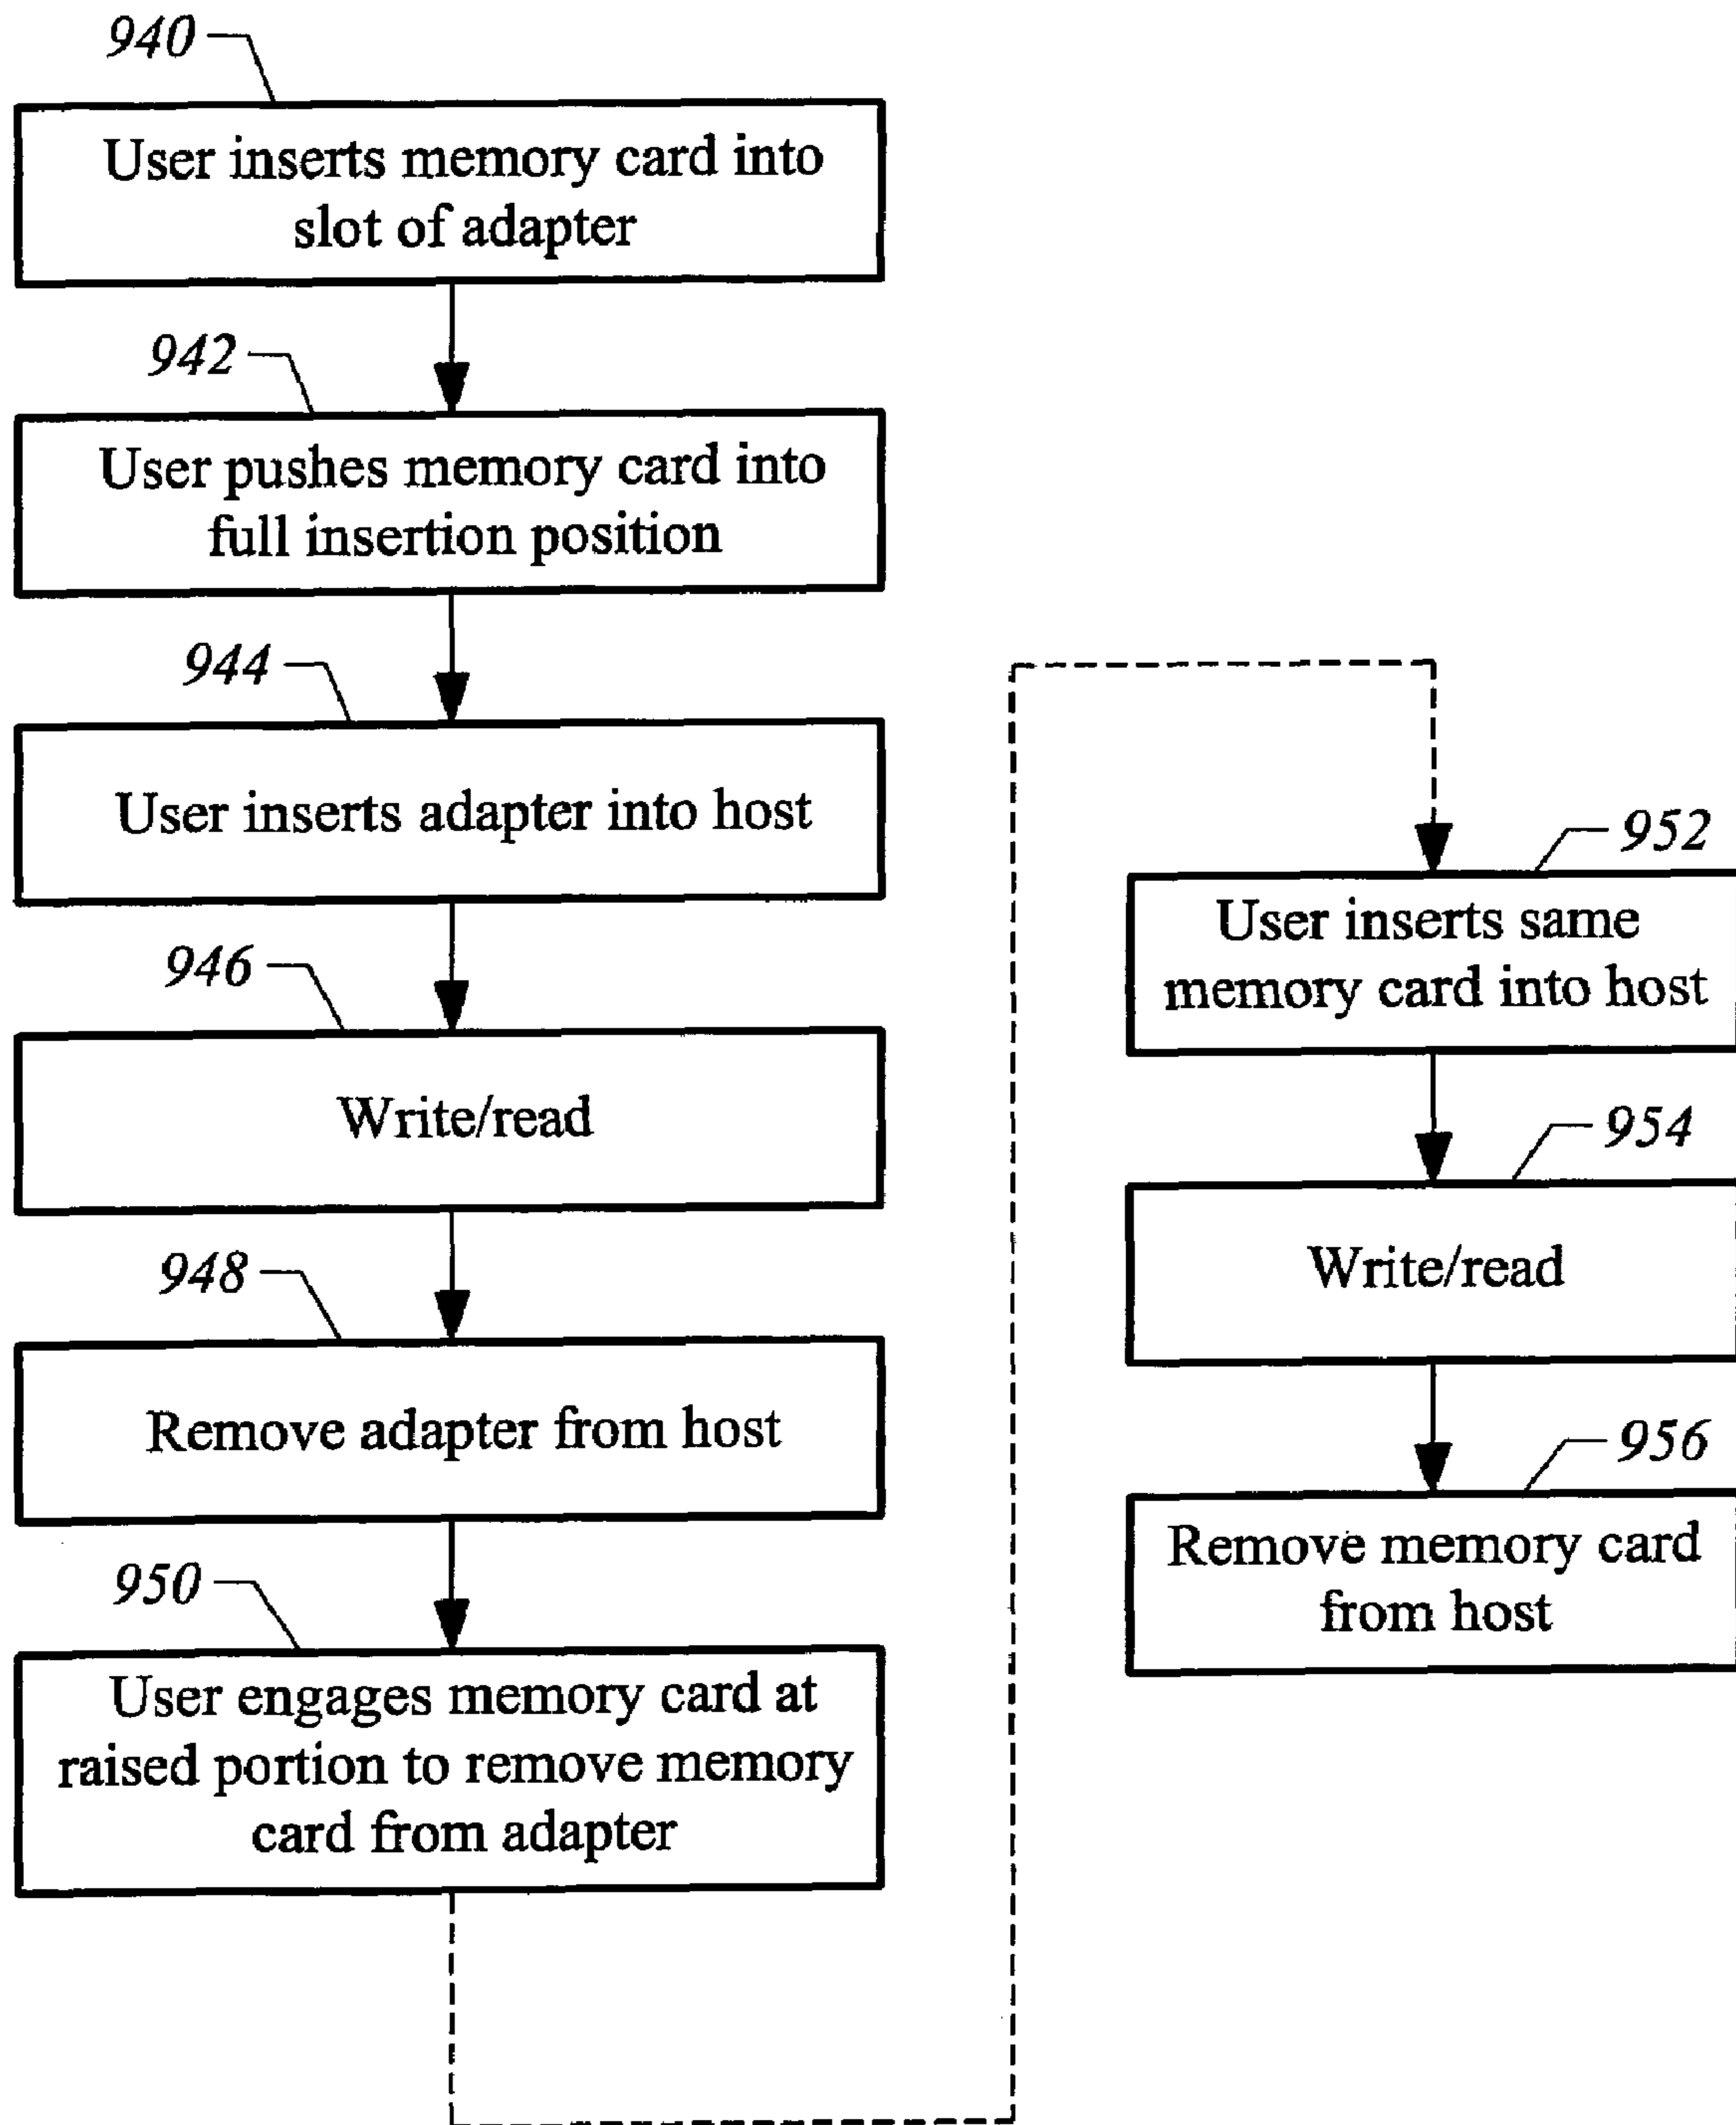 940
User inserts memory card into
slot of adapter
942
User pushes memory card into
full insertion position
944
User inserts adapter into host
946
Write/read
948
Remove adapter from host
950
User engages memory card at
raised portion to remove memory
card from adapter
952
User inserts same
memory card into host
954
Write/read
956
Remove memory card
from host